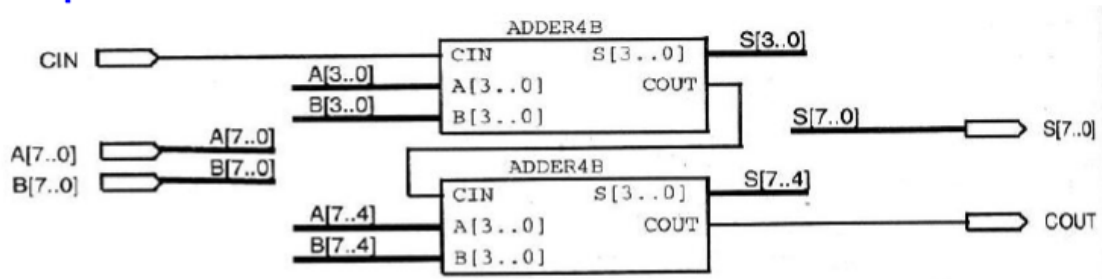 ADDER4B
CIN
CIN S[3..0] S[3..0]
A[3..0] A[3..0] COUT
B[3..0] B[3..0]
S[7..0] S[7..0]
A[7..0] A[7..0]
B[7..0] B[7..0]
ADDER4B
CIN S[3..0] S[7..4]
A[7..4] A[3..0] COUT COUT
B[7..4] B[3..0]